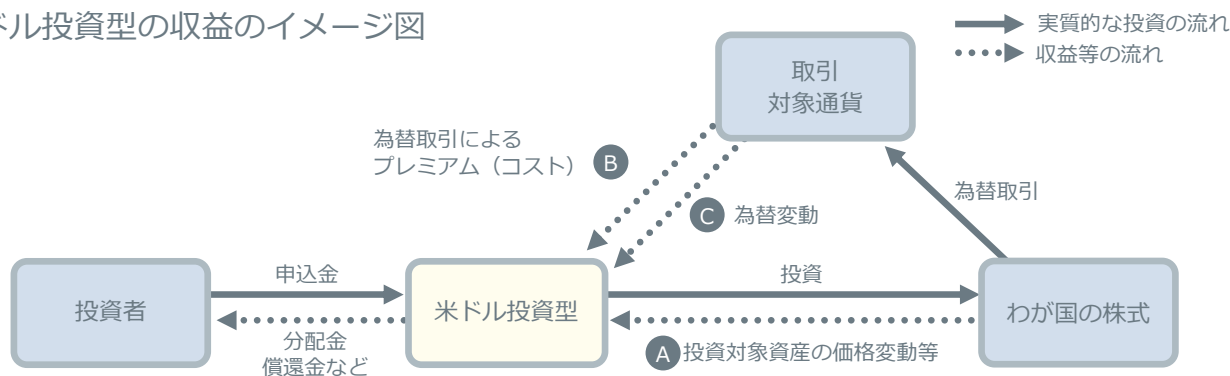 ドル投資型の収益のイメージ図
実質的な投資の流れ
収益等の流れ
取引
対象通貨
為替取引による
プレミアム（コスト）
B
C
為替変動
為替取引
投資者
申込金
分配金
償還金など
米ドル投資型
投資
A
投資対象資産の価格変動等
わが国の株式